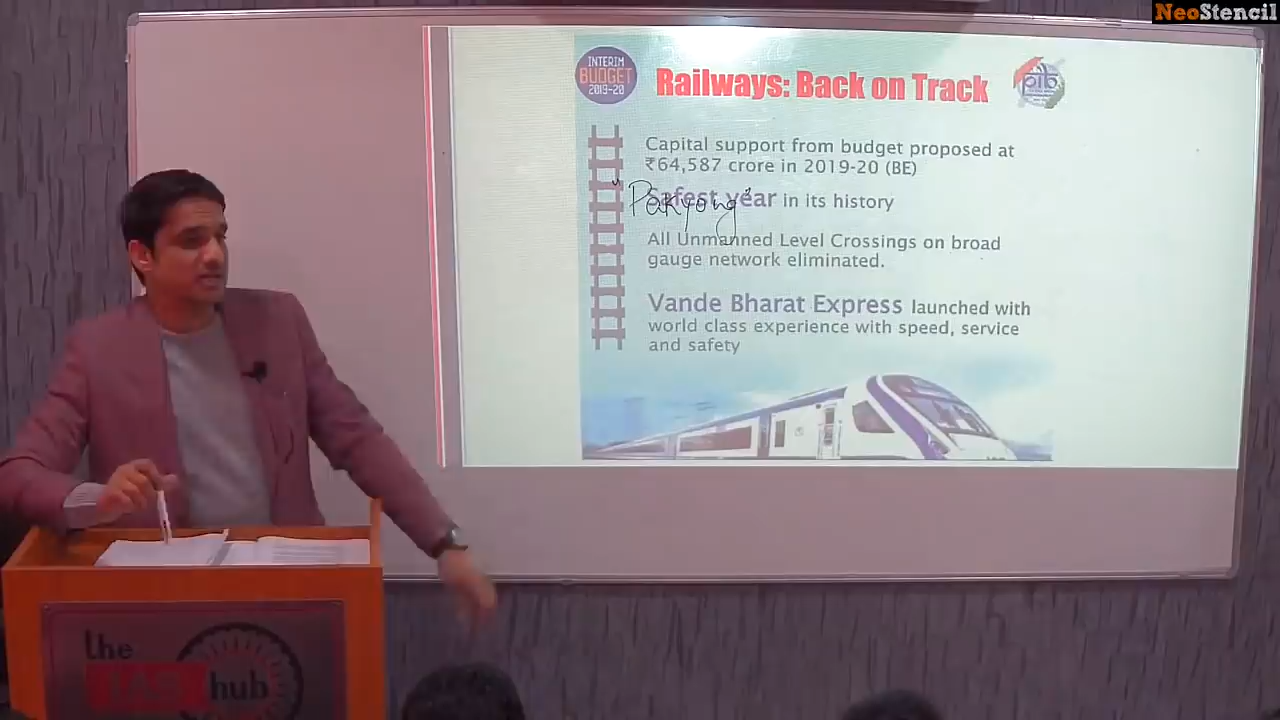 NeoStencil
INTERIM
BUDGET
2019-20
Railways: Back on Track
pib
Capital support from budget proposed at
₹64,587 crore in 2019-20 (BE)
Safest year in its history
"Pakyong"
All Unmanned Level Crossings on broad
gauge network eliminated.
Vande Bharat Express launched with
world class experience with speed, service
and safety
the
IAS hub